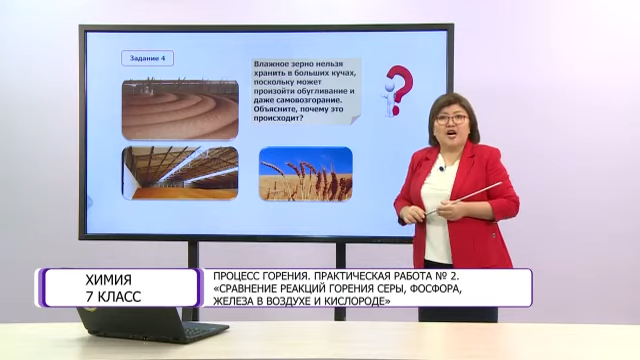 Задание 4
Влажное зерно нельзя
хранить в больших кучах,
поскольку может
произойти обугливание и
даже самовозгорание.
Объясните, почему это
происходит?
ХИМИЯ
7 КЛАСС
ПРОЦЕСС ГОРЕНИЯ. ПРАКТИЧЕСКАЯ РАБОТА № 2.
«СРАВНЕНИЕ РЕАКЦИЙ ГОРЕНИЯ СЕРЫ, ФОСФОРА,
ЖЕЛЕЗА В ВОЗДУХЕ И КИСЛОРОДЕ»